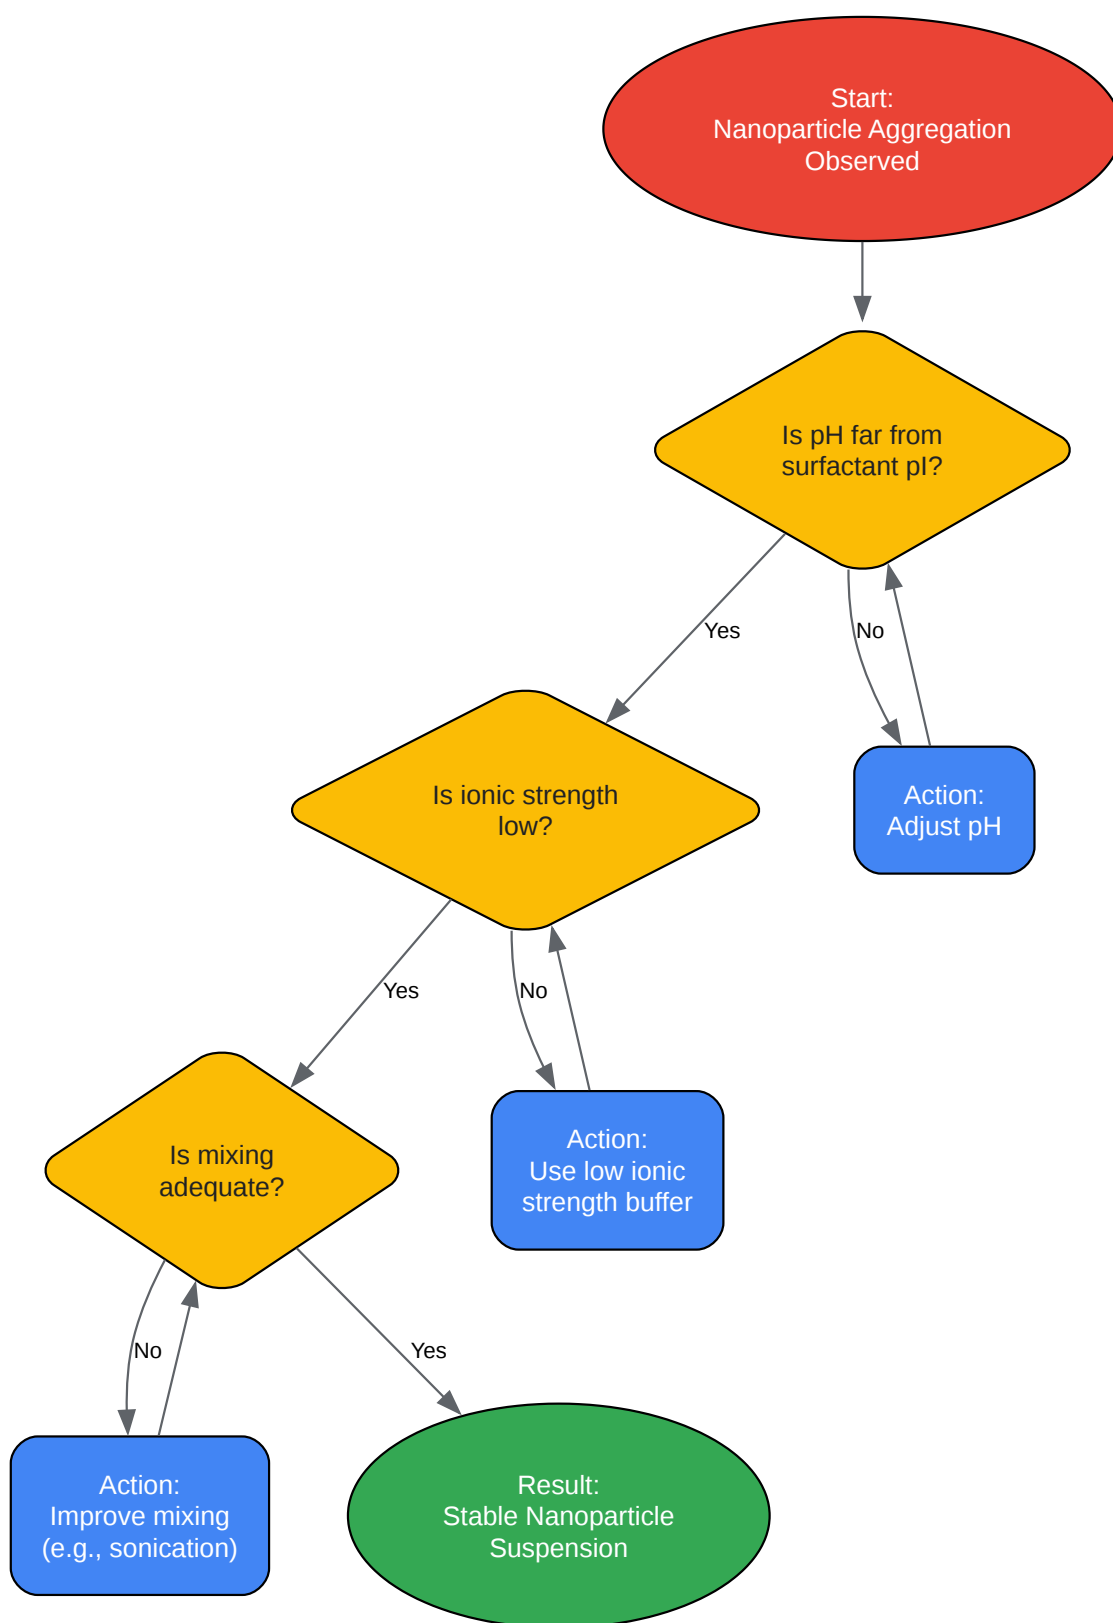 Start:
Nanoparticle Aggregation
Observed
Is pH far from
surfactant pI?
Yes
No
Action:
Adjust pH
Is ionic strength
low?
Yes
No
Action:
Use low ionic
strength buffer
Is mixing
adequate?
No
Yes
Action:
Improve mixing
(e.g., sonication)
Result:
Stable Nanoparticle
Suspension